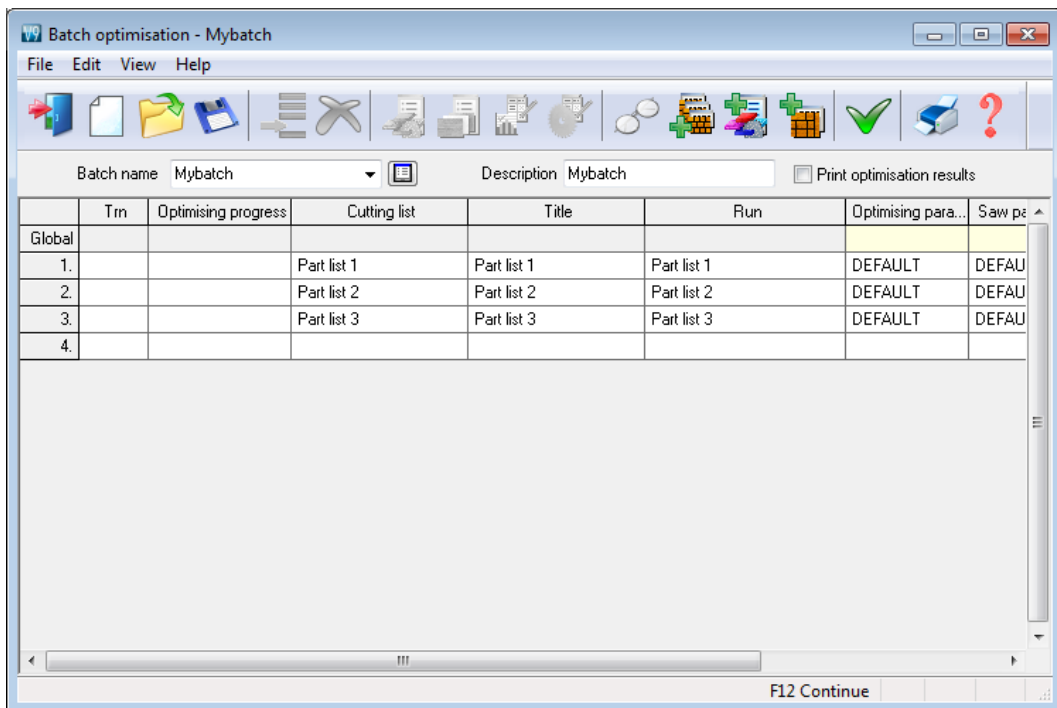 V9 Batch optimisation - Mybatch
File Edit View Help
Batch name Mybatch Description Mybatch Print optimisation results
Trn Optimising progress Cutting list Title Run Optimising para... Saw pa
Global
1. Part list 1 Part list 1 Part list 1 DEFAULT DEFAU
2. Part list 2 Part list 2 Part list 2 DEFAULT DEFAU
3. Part list 3 Part list 3 Part list 3 DEFAULT DEFAU
4.
F12 Continue